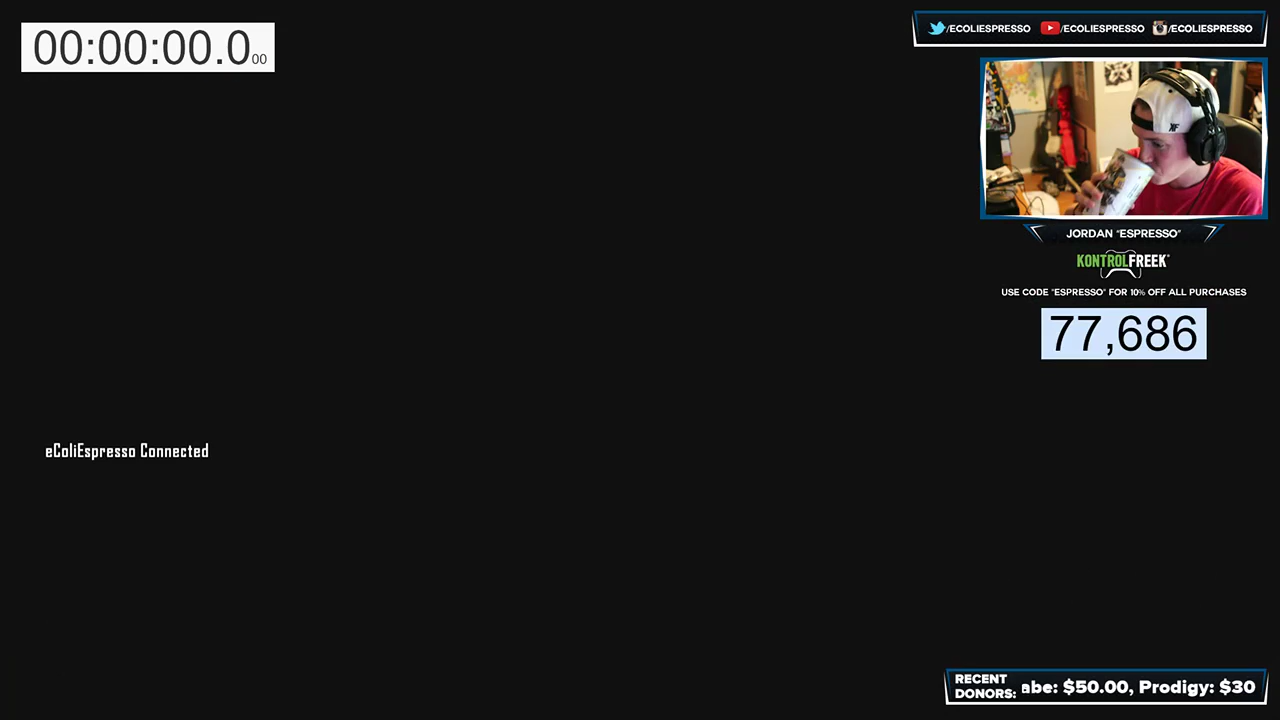 00:00:00.000
/ECOLIESPRESSO /ECOLIESPRESSO /ECOLIESPRESSO
XF
JORDAN "ESPRESSO"
KONTROLFREEK®
USE CODE "ESPRESSO" FOR 10% OFF ALL PURCHASES
77,686
eColiEspresso Connected
RECENT DONORS:
abe: $50.00, Prodigy: $30